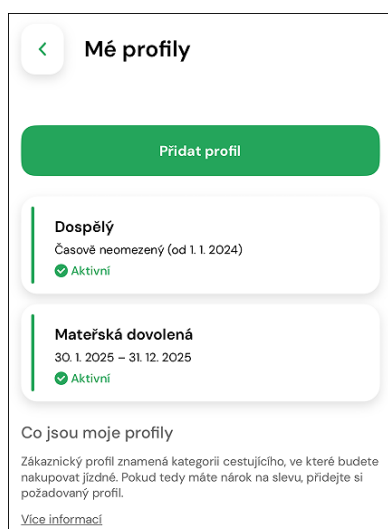 Mé profily
Přidat profil
Dospělý
Časově neomezený (od 1. 1. 2024)
Aktivní
Mateřská dovolená
30. 1. 2025 – 31. 12. 2025
Aktivní
Co jsou moje profily
Zákaznický profil znamená kategorii cestujícího, ve které budete
nakupovat jízdné. Pokud tedy máte nárok na slevu, přidejte si
požadovaný profil.
Více informací